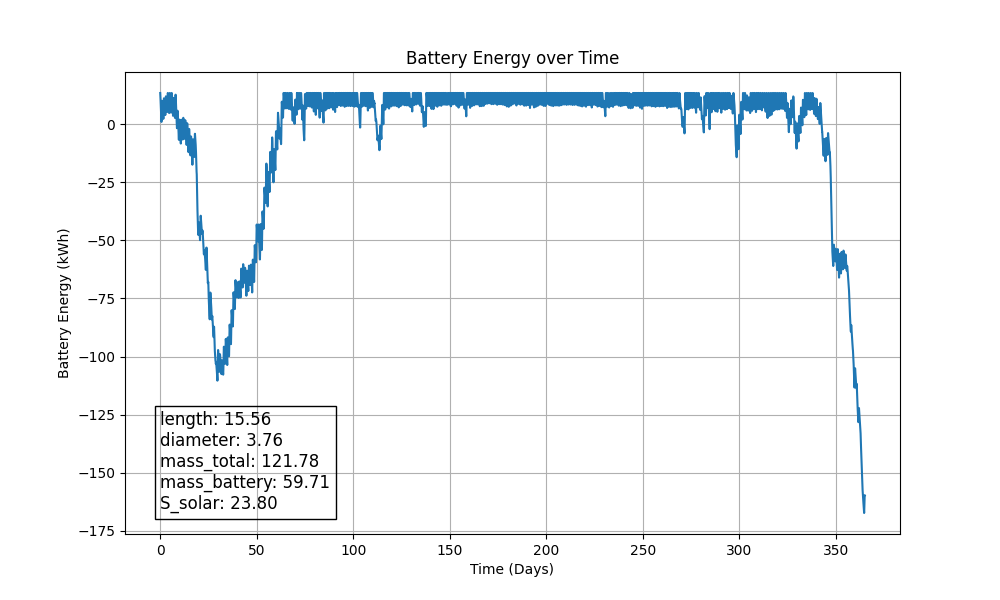 Battery Energy over Time
Battery Energy (kWh)
0
−25
−50
−75
−100
−125
−150
−175
length: 15.56
diameter: 3.76
mass_total: 121.78
mass_battery: 59.71
S_solar: 23.80
0 50 100 150 200 250 300 350
Time (Days)